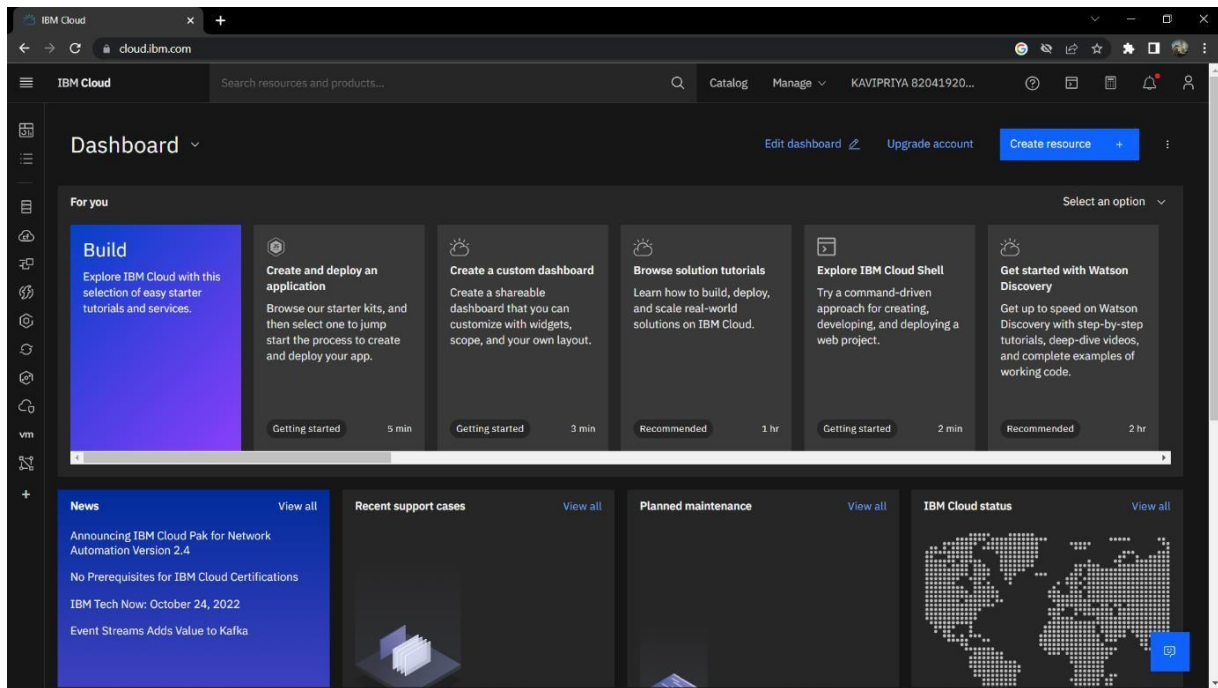 IBM Cloud
cloud.ibm.com
IBM Cloud
Search resources and products...
Catalog
Manage
KAVIPRIYA 82041920...
Dashboard
Edit dashboard
Upgrade account
Create resource +
For you
Select an option
Build
Explore IBM Cloud with this
selection of easy starter
tutorials and services.
Create and deploy an
application
Browse our starter kits, and
then select one to jump
start the process to create
and deploy your app.
Getting started 5 min
Create a custom dashboard
Create a shareable
dashboard that you can
customize with widgets,
scope, and your own layout.
Getting started 3 min
Browse solution tutorials
Learn how to build, deploy,
and scale real-world
solutions on IBM Cloud.
Recommended 1 hr
Explore IBM Cloud Shell
Try a command-driven
approach for creating,
developing, and deploying a
web project.
Getting started 2 min
Get started with Watson
Discovery
Get up to speed on Watson
Discovery with step-by-step
tutorials, deep-dive videos,
and complete examples of
working code.
Recommended 2 hr
vm
News View all
Announcing IBM Cloud Pak for Network
Automation Version 2.4
No Prerequisites for IBM Cloud Certifications
IBM Tech Now: October 24, 2022
Event Streams Adds Value to Kafka
Recent support cases View all
Planned maintenance View all
IBM Cloud status View all